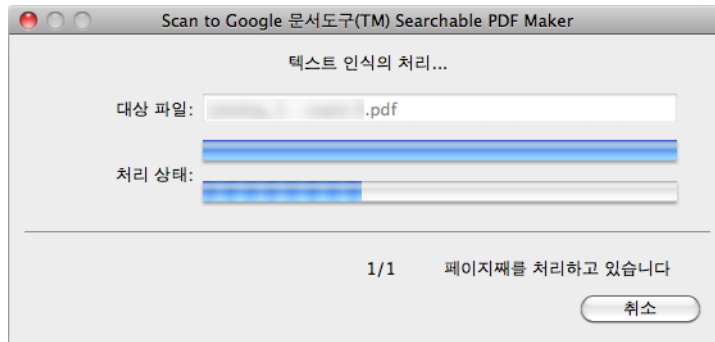 Scan to Google 문서도구(TM) Searchable PDF Maker
텍스트 인식의 처리...
대상 파일: .pdf
처리 상태:
1/1 페이지째를 처리하고 있습니다
취소